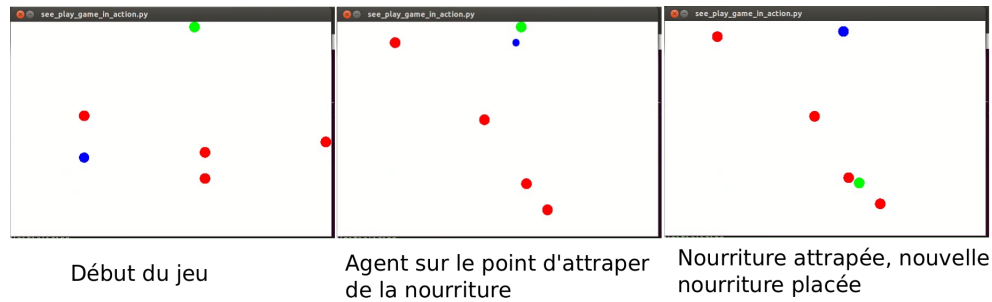 see_play_game_in_action.py
see_play_game_in_action.py
see_play_game_in_action.py
Début du jeu
Agent sur le point d'attraper
de la nourriture
Nourriture attrapée, nouvelle
nourriture placée